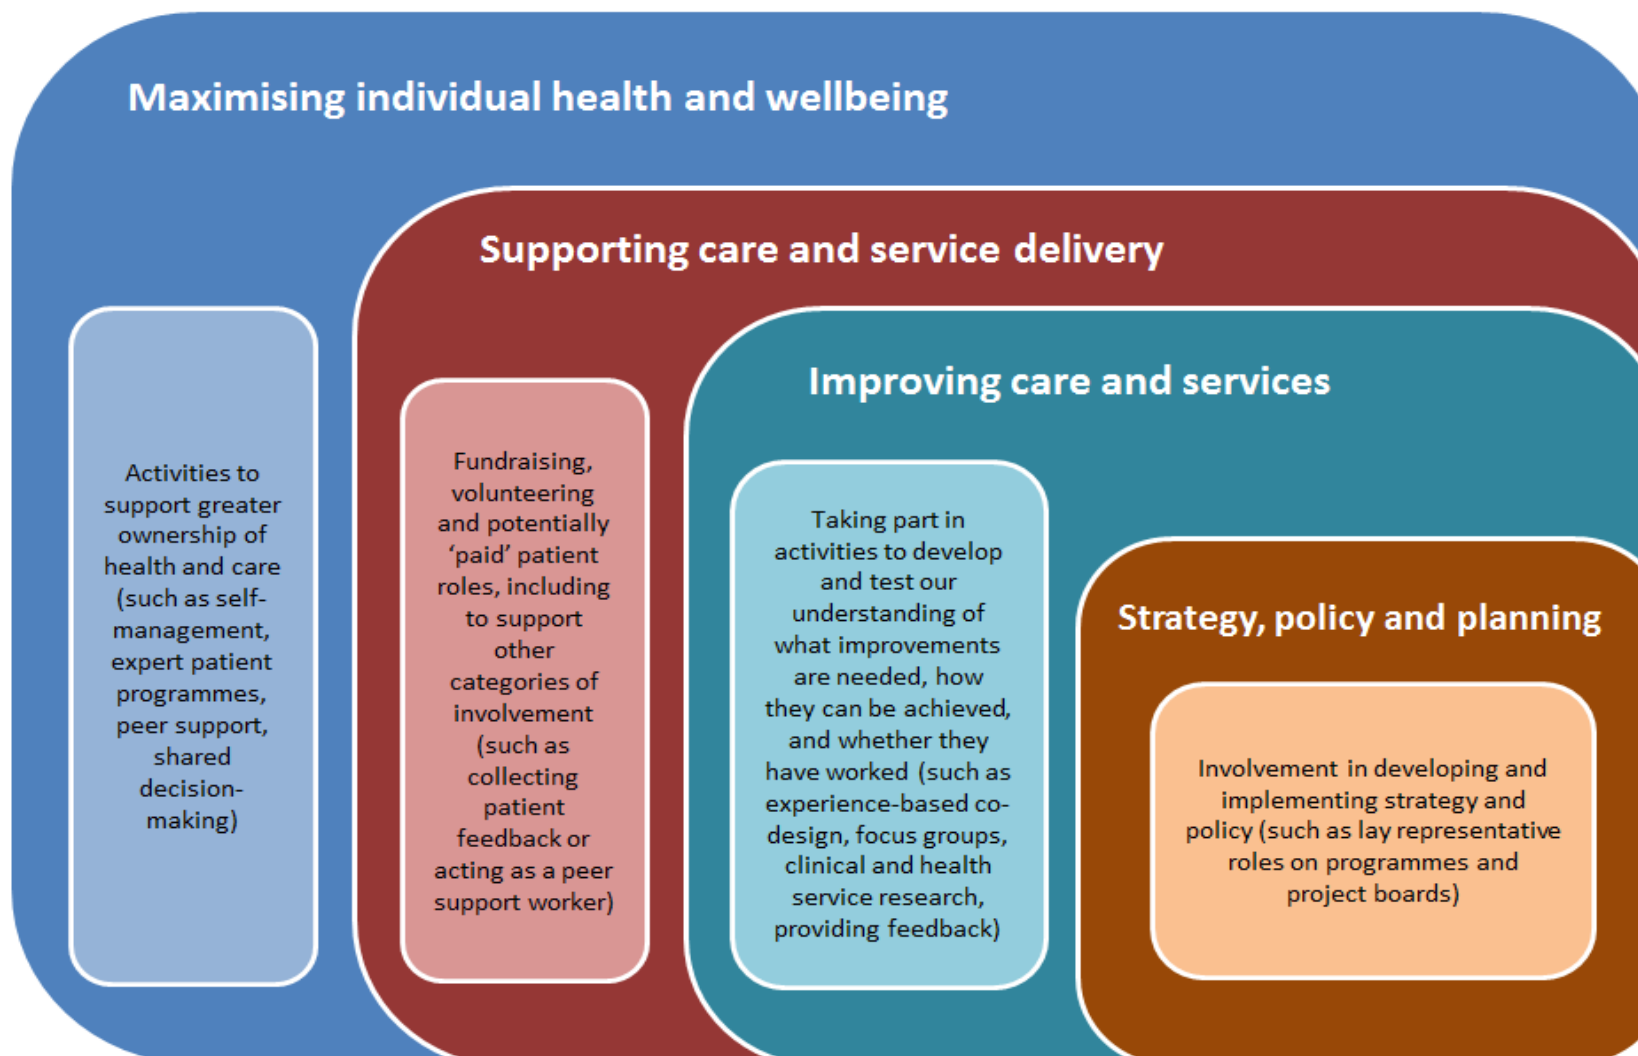 Maximising individual health and wellbeing
Supporting care and service delivery
Improving care and services
Strategy, policy and planning
Activities to
support greater
ownership of
health and care
(such as self-
management,
expert patient
programmes,
peer support,
shared
decision-
making)
Fundraising,
volunteering
and potentially
‘paid’ patient
roles, including
to support
other
categories of
involvement
(such as
collecting
patient
feedback or
acting as a peer
support worker)
Taking part in
activities to develop
and test our
understanding of
what improvements
are needed, how
they can be achieved,
and whether they
have worked (such as
experience-based co-
design, focus groups,
clinical and health
service research,
providing feedback)
Involvement in developing and
implementing strategy and
policy (such as lay representative
roles on programmes and
project boards)